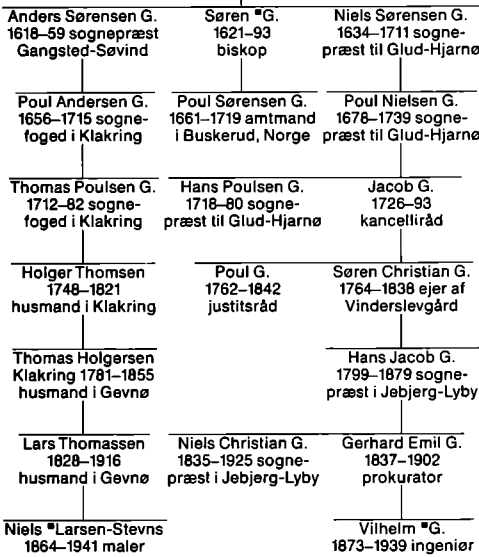 Anders Sørensen G.
1618–59 sognepræst
Gangsted-Søvind
Søren ■G.
1621–93
biskop
Niels Sørensen G.
1634–1711 sogne-
præst til Glud-Hjarnø
Poul Andersen G.
1656–1715 sogne-
foged i Klakring
Poul Sørensen G.
1661–1719 amtmand
i Buskerud, Norge
Poul Nielsen G.
1678–1739 sogne-
præst til Glud-Hjarnø
Thomas Poulsen G.
1712–82 sogne-
foged i Klakring
Hans Poulsen G.
1718–80 sogne-
præst til Glud-Hjarnø
Jacob G.
1726–93
kancelliråd
Holger Thomsen
1748–1821
husmand i Klakring
Poul G.
1762–1842
justitsråd
Søren Christian G.
1764–1838 ejer af
Vinderslevgård
Thomas Holgersen
Klakring 1781–1855
husmand i Gevnø
Hans Jacob G.
1799–1879 sogne-
præst i Jebjerg-Lyby
Lars Thomassen
1828–1916
husmand i Gevnø
Niels Christian G.
1835–1925 sogne-
præst i Jebjerg-Lyby
Gerhard Emil G.
1837–1902
prokurator
Niels ■Larsen-Stevns
1864–1941 maler
Vilhelm ■G.
1873–1939 ingeniør